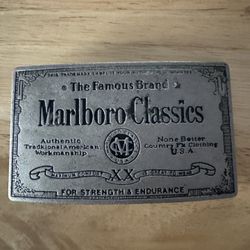 The Famous Brand
Marlboro Classics
Authentic
Traditional American
Workmanship
None Better
Country Fit Clothing
U.S.A.
XX
FOR STRENGTH & ENDURANCE